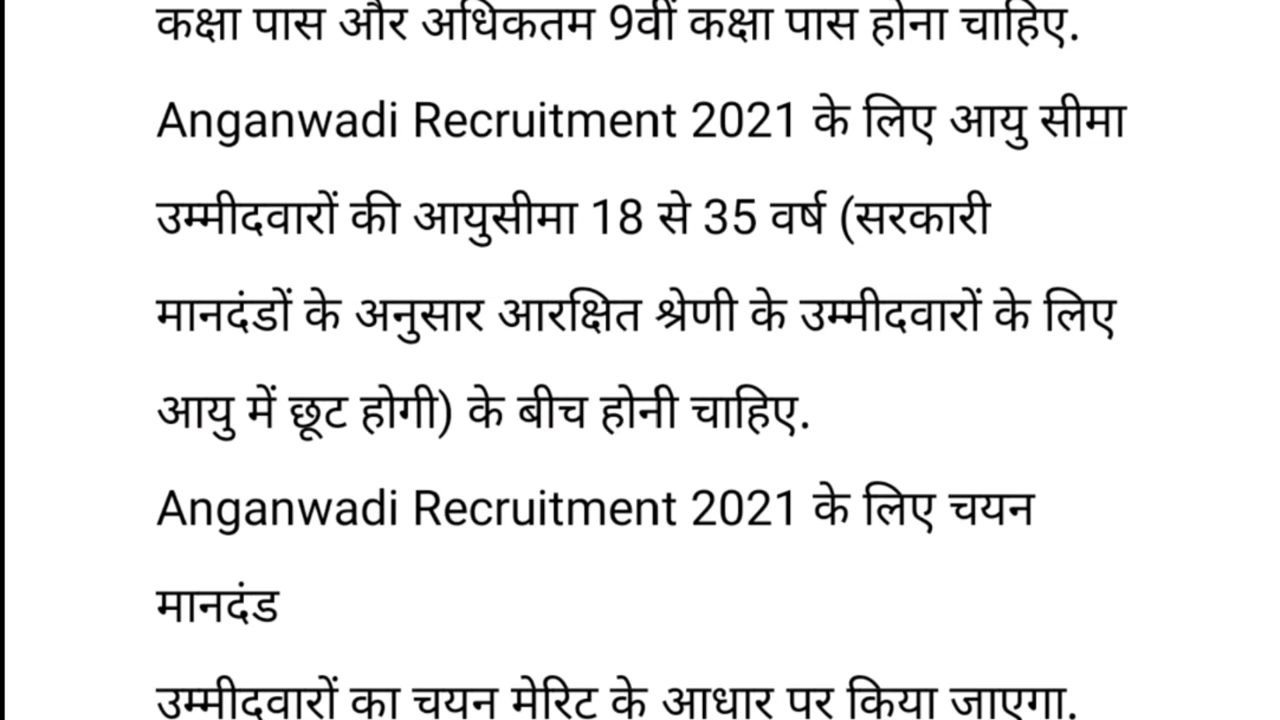 कक्षा पास और अधिकतम 9वीं कक्षा पास होना चाहिए.
Anganwadi Recruitment 2021 के लिए आयु सीमा
उम्मीदवारों की आयुसीमा 18 से 35 वर्ष (सरकारी
मानदंडों के अनुसार आरक्षित श्रेणी के उम्मीदवारों के लिए
आयु में छूट होगी) के बीच होनी चाहिए.
Anganwadi Recruitment 2021 के लिए चयन
मानदंड
उम्मीदवारों का चयन मेरिट के आधार पर किया जाएगा.